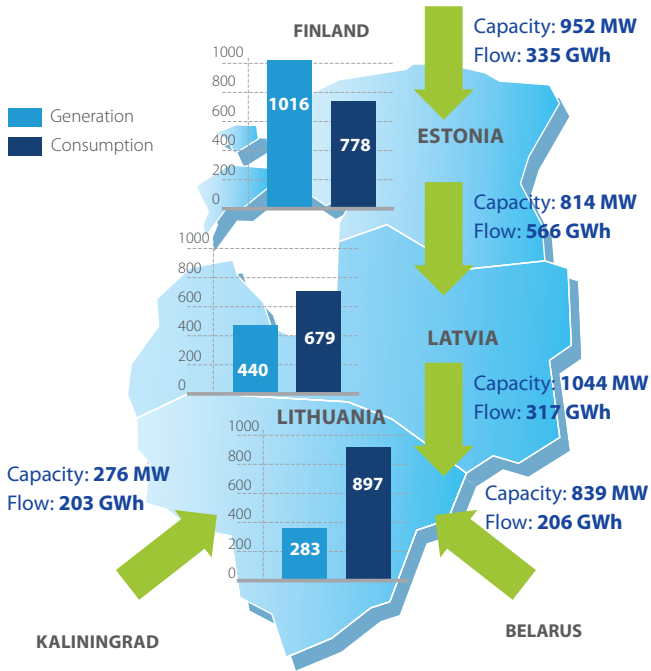 FINLAND
Capacity: 952 MW
Flow: 335 GWh
Generation
Consumption
1000
800
600
400
200
0
1016
778
ESTONIA
Capacity: 814 MW
Flow: 566 GWh
1000
800
600
400
200
0
440
679
LATVIA
Capacity: 1044 MW
Flow: 317 GWh
LITHUANIA
1000
800
600
400
200
0
283
897
Capacity: 276 MW
Flow: 203 GWh
Capacity: 839 MW
Flow: 206 GWh
KALININGRAD
BELARUS